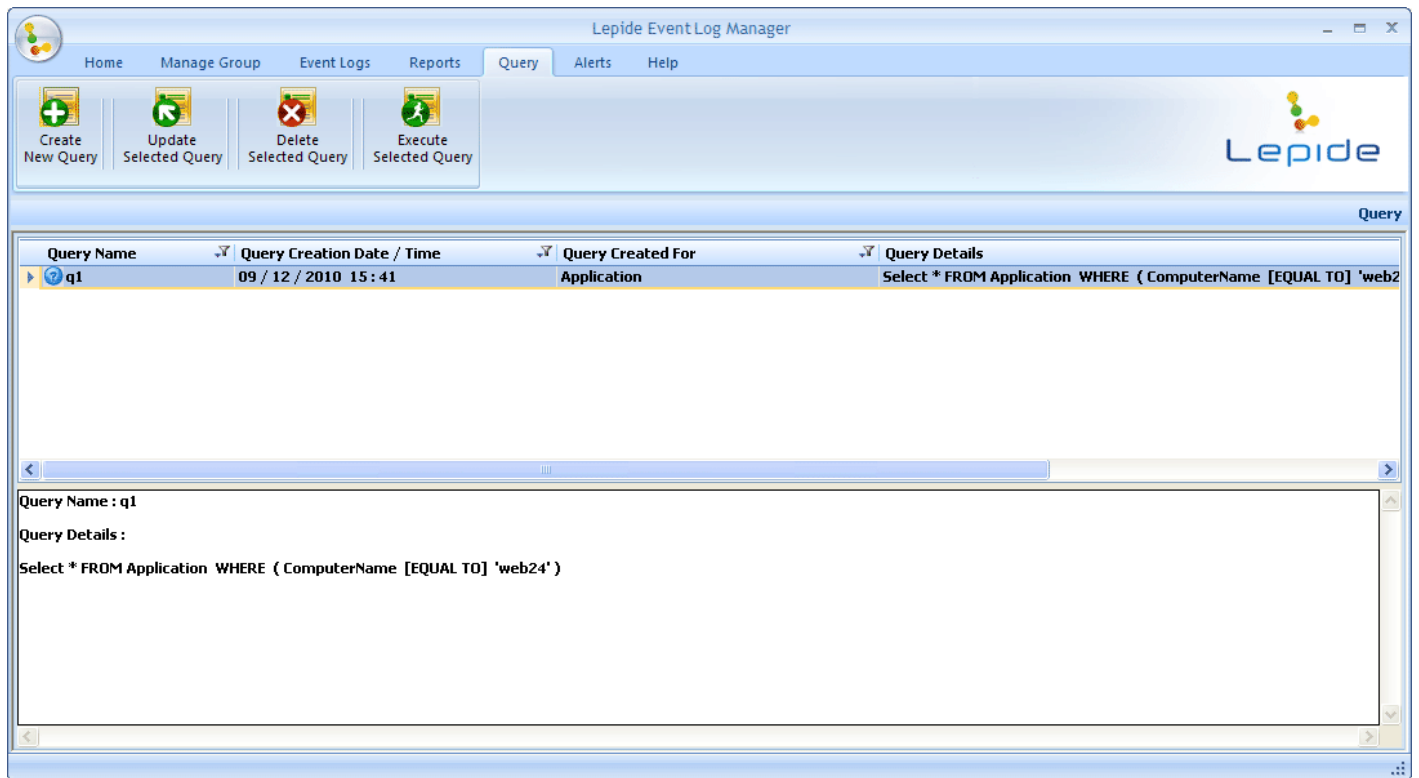 Lepide Event Log Manager
Home Manage Group Event Logs Reports Query Alerts Help
Create New Query
Update Selected Query
Delete Selected Query
Execute Selected Query
Lepide
Query
Query Name Query Creation Date / Time Query Created For Query Details
q1 09 / 12 / 2010 15 : 41 Application Select * FROM Application WHERE ( ComputerName [EQUAL TO] 'web2
Query Name : q1
Query Details :
Select * FROM Application WHERE ( ComputerName [EQUAL TO] 'web24' )